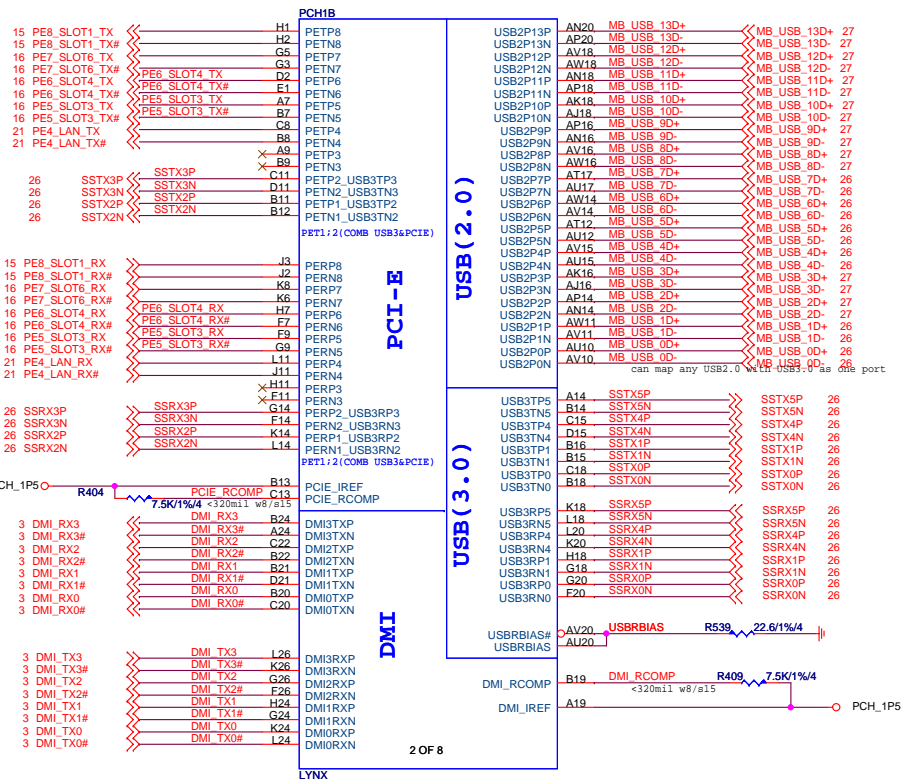 PCH1B
15 PE8_SLOT1_TX H1 PETP8
15 PE8_SLOT1_TX# H2 PETN8
16 PE7_SLOT6_TX G5 PETP7
16 PE7_SLOT6_TX# G3 PETN7
16 PE6_SLOT4_TX PE6_SLOT4_TX D2 PETP6
16 PE6_SLOT4_TX# PE6_SLOT4_TX# E1 PETN6
16 PE5_SLOT3_TX PE5_SLOT3_TX A7 PETP5
16 PE5_SLOT3_TX# PE5_SLOT3_TX# B7 PETN5
21 PE4_LAN_TX C8 PETP4
21 PE4_LAN_TX# B8 PETN4
A9 PETP3
B9 PETN3
26 SSTX3P SSTX3P C11 PETP2_USB3TP3
26 SSTX3N SSTX3N D11 PETN2_USB3TN3
26 SSTX2P SSTX2P B11 PETP1_USB3TP2
26 SSTX2N SSTX2N B12 PETN1_USB3TN2
PET1;2(COMB USB3&PCIE)
15 PE8_SLOT1_RX J3 PERP8
15 PE8_SLOT1_RX# J2 PERN8
16 PE7_SLOT6_RX K8 PERP7
16 PE7_SLOT6_RX# K6 PERN7
16 PE6_SLOT4_RX PE6_SLOT4_RX H7 PERP6
16 PE6_SLOT4_RX# PE6_SLOT4_RX# F7 PERN6
16 PE5_SLOT3_RX PE5_SLOT3_RX F9 PERP5
16 PE5_SLOT3_RX# PE5_SLOT3_RX# G9 PERN5
21 PE4_LAN_RX L11 PERP4
21 PE4_LAN_RX# J11 PERN4
H11 PERP3
F11 PERN3
26 SSRX3P SSRX3P G14 PERP2_USB3RP3
26 SSRX3N SSRX3N F14 PERN2_USB3RN3
26 SSRX2P SSRX2P K14 PERP1_USB3RP2
26 SSRX2N SSRX2N L14 PERN1_USB3RN2
PET1;2(COMB USB3&PCIE)
PCI-E
CH_1P5 B13 PCIE_IREF
R404 PCIE_RCOMP C13 PCIE_RCOMP
7.5K/1%/4 <320mil w8/s15
3 DMI_RX3 DMI_RX3 B24 DMI3TXP
3 DMI_RX3# DMI_RX3# A24 DMI3TXN
3 DMI_RX2 DMI_RX2 C22 DMI2TXP
3 DMI_RX2# DMI_RX2# B22 DMI2TXN
3 DMI_RX1 DMI_RX1 B21 DMI1TXP
3 DMI_RX1# DMI_RX1# D21 DMI1TXN
3 DMI_RX0 DMI_RX0 B20 DMI0TXP
3 DMI_RX0# DMI_RX0# C20 DMI0TXN
DMI
3 DMI_TX3 DMI_TX3 L26 DMI3RXP
3 DMI_TX3# DMI_TX3# K26 DMI3RXN
3 DMI_TX2 DMI_TX2 G26 DMI2RXP
3 DMI_TX2# DMI_TX2# F26 DMI2RXN
3 DMI_TX1 DMI_TX1 H24 DMI1RXP
3 DMI_TX1# DMI_TX1# G24 DMI1RXN
3 DMI_TX0 DMI_TX0 K24 DMI0RXP
3 DMI_TX0# DMI_TX0# L24 DMI0RXN
USB(2.0)
USB2P13P AN20 MB_USB_13D+ MB_USB_13D+ 27
USB2P13N AP20 MB_USB_13D- MB_USB_13D- 27
USB2P12P AV18 MB_USB_12D+ MB_USB_12D+ 27
USB2P12N AW18 MB_USB_12D- MB_USB_12D- 27
USB2P11P AN18 MB_USB_11D+ MB_USB_11D+ 27
USB2P11N AP18 MB_USB_11D- MB_USB_11D- 27
USB2P10P AK18 MB_USB_10D+ MB_USB_10D+ 27
USB2P10N AJ18 MB_USB_10D- MB_USB_10D- 27
USB2P9P AP16 MB_USB_9D+ MB_USB_9D+ 27
USB2P9N AN16 MB_USB_9D- MB_USB_9D- 27
USB2P8P AV16 MB_USB_8D+ MB_USB_8D+ 27
USB2P8N AW16 MB_USB_8D- MB_USB_8D- 27
USB2P7P AT17 MB_USB_7D+ MB_USB_7D+ 26
USB2P7N AU17 MB_USB_7D- MB_USB_7D- 26
USB2P6P AW14 MB_USB_6D+ MB_USB_6D+ 26
USB2P6N AV14 MB_USB_6D- MB_USB_6D- 26
USB2P5P AT12 MB_USB_5D+ MB_USB_5D+ 26
USB2P5N AU12 MB_USB_5D- MB_USB_5D- 26
USB2P4P AV15 MB_USB_4D+ MB_USB_4D+ 26
USB2P4N AU15 MB_USB_4D- MB_USB_4D- 26
USB2P3P AK16 MB_USB_3D+ MB_USB_3D+ 27
USB2P3N AJ16 MB_USB_3D- MB_USB_3D- 27
USB2P2P AP14 MB_USB_2D+ MB_USB_2D+ 27
USB2P2N AN14 MB_USB_2D- MB_USB_2D- 27
USB2P1P AW11 MB_USB_1D+ MB_USB_1D+ 26
USB2P1N AV11 MB_USB_1D- MB_USB_1D- 26
USB2P0P AU10 MB_USB_0D+ MB_USB_0D+ 26
USB2P0N AV10 MB_USB_0D- MB_USB_0D- 26
can map any USB2.0 with USB3.0 as one port
USB(3.0)
USB3TP5 A14 SSTX5P SSTX5P 26
USB3TN5 B14 SSTX5N SSTX5N 26
USB3TP4 C15 SSTX4P SSTX4P 26
USB3TN4 D15 SSTX4N SSTX4N 26
USB3TP1 B16 SSTX1P SSTX1P 26
USB3TN1 B15 SSTX1N SSTX1N 26
USB3TP0 C18 SSTX0P SSTX0P 26
USB3TN0 B18 SSTX0N SSTX0N 26
USB3RP5 K18 SSRX5P SSRX5P 26
USB3RN5 L18 SSRX5N SSRX5N 26
USB3RP4 L20 SSRX4P SSRX4P 26
USB3RN4 K20 SSRX4N SSRX4N 26
USB3RP1 H18 SSRX1P SSRX1P 26
USB3RN1 G18 SSRX1N SSRX1N 26
USB3RP0 G20 SSRX0P SSRX0P 26
USB3RN0 F20 SSRX0N SSRX0N 26
USBRBIAS# AV20 USBRBIAS R539 22.6/1%/4
USBRBIAS AU20
DMI_RCOMP B19 DMI_RCOMP R409 7.5K/1%/4
<320mil w8/s15
DMI_IREF A19 PCH_1P5
2 OF 8
LYNX